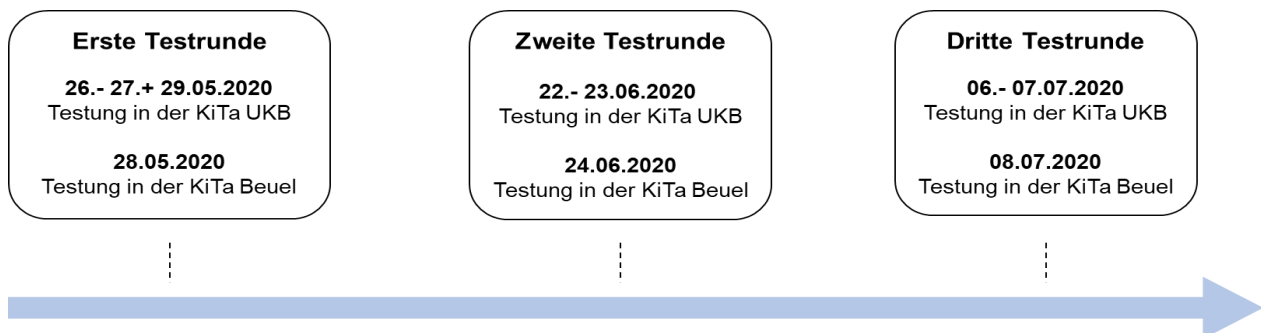 Erste Testrunde
26.- 27.+ 29.05.2020
Testung in der KiTa UKB
28.05.2020
Testung in der KiTa Beuel
Zweite Testrunde
22.- 23.06.2020
Testung in der KiTa UKB
24.06.2020
Testung in der KiTa Beuel
Dritte Testrunde
06.- 07.07.2020
Testung in der KiTa UKB
08.07.2020
Testung in der KiTa Beuel